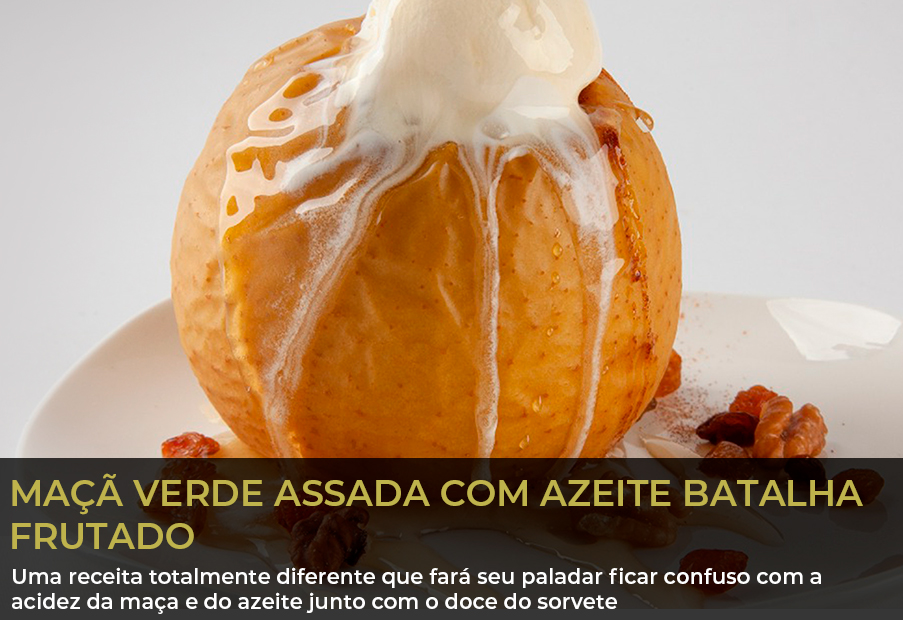 MAÇÃ VERDE ASSADA COM AZEITE BATALHA
FRUTADO
Uma receita totalmente diferente que fará seu paladar ficar confuso com a
acidez da maça e do azeite junto com o doce do sorvete